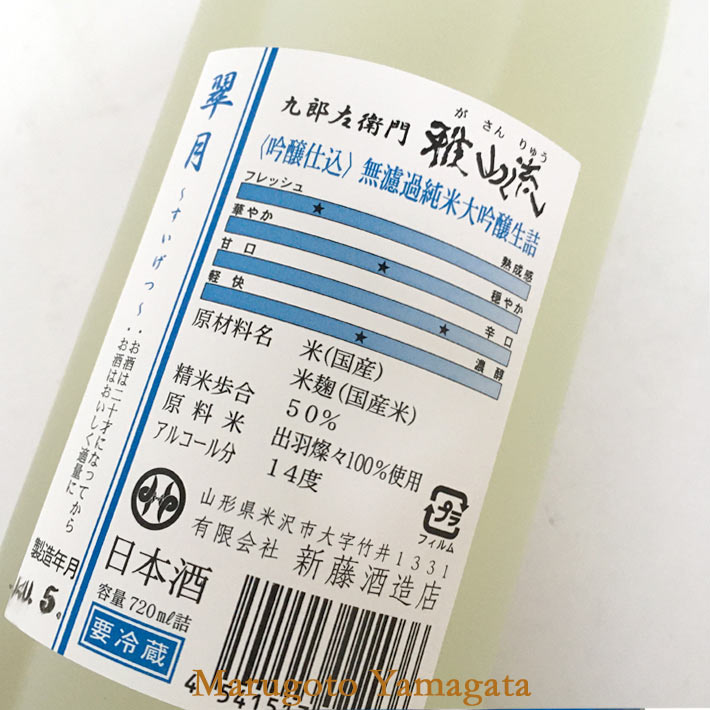 翠月
〜すいげつ〜
‥お酒は二十才になってから
‥お酒はおいしく適量に
製造年月
5.
がさんりゅう
九郎左衛門 雅山流
〈吟醸仕込〉無濾過純米大吟醸生詰
フレッシュ ★ 熟成感
華やか ★ 穏やか
甘口 ★ 辛口
軽快 ★ 濃醇
原材料名 米(国産)
米麹(国産米)
精米歩合 50%
原料米 出羽燦々100%使用
アルコール分 14度
プラ
フィルム
山形県米沢市大字竹井1331
有限会社 新藤酒造店
日本酒
容量720mℓ詰
要冷蔵
Marugoto Yamagata